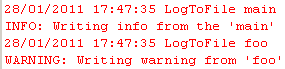 28/01/2011 17:47:35 LogToFile main
INFO: Writing info from the 'main'
28/01/2011 17:47:35 LogToFile foo
WARNING: Writing warning from 'foo'